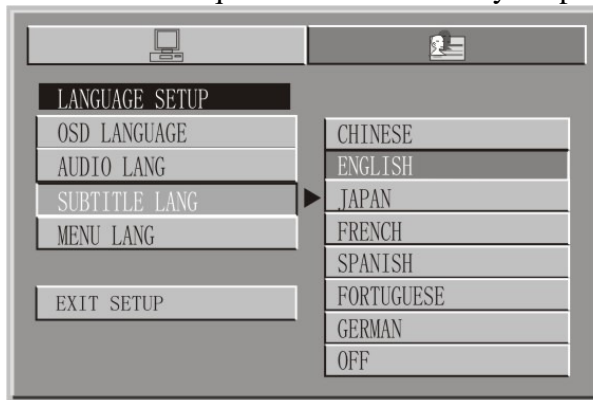 LANGUAGE SETUP
OSD LANGUAGE
AUDIO LANG
SUBTITLE LANG
MENU LANG
EXIT SETUP
CHINESE
ENGLISH
JAPAN
FRENCH
SPANISH
FORTUGUESE
GERMAN
OFF